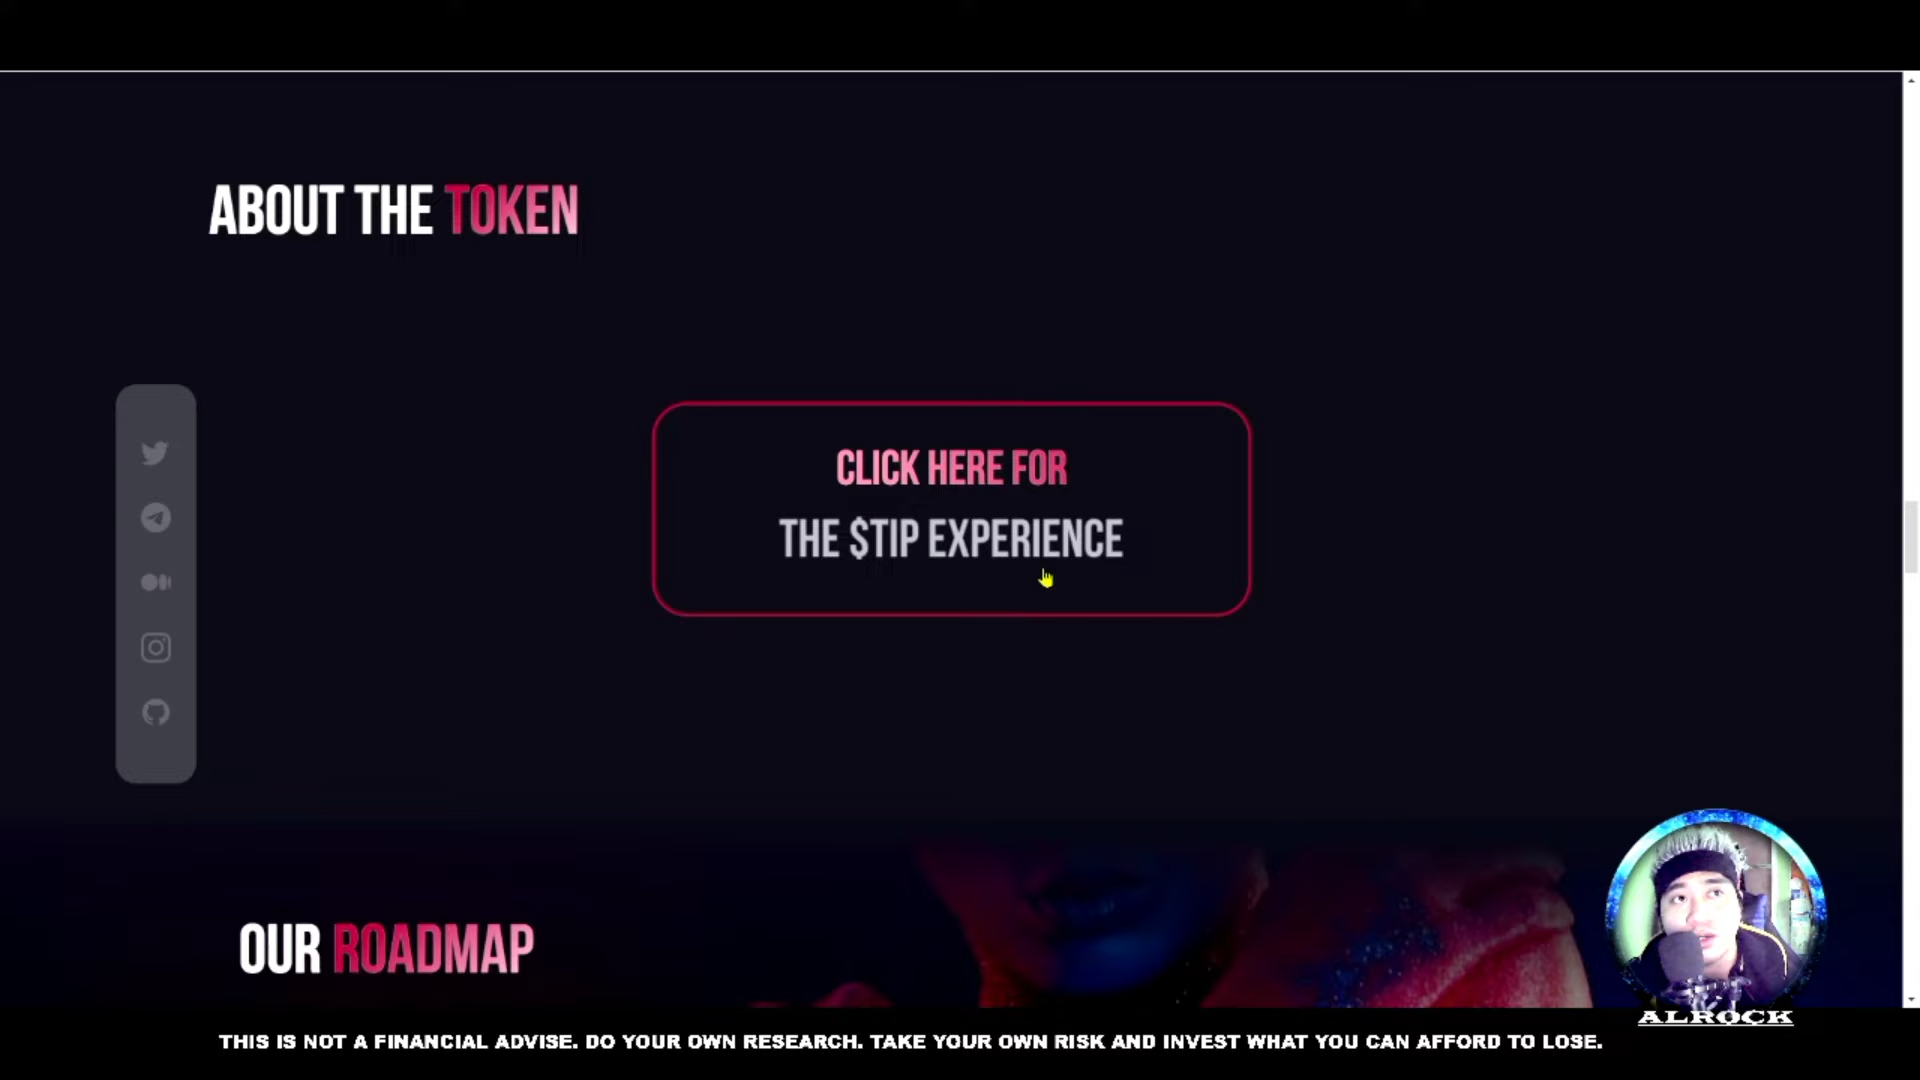 ABOUT THE TOKEN
CLICK HERE FOR
THE $TIP EXPERIENCE
OUR ROADMAP
ALROCK
THIS IS NOT A FINANCIAL ADVISE. DO YOUR OWN RESEARCH. TAKE YOUR OWN RISK AND INVEST WHAT YOU CAN AFFORD TO LOSE.